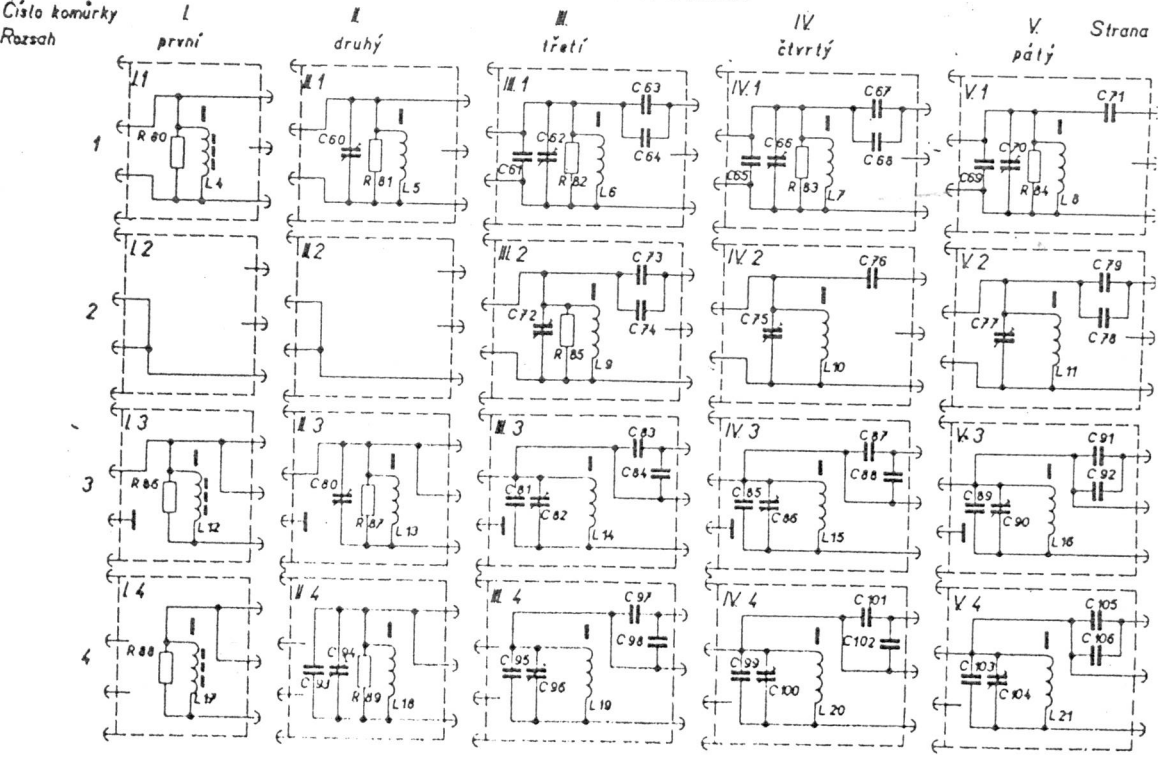 Číslo komůrky I. II. III. IV. V. Strana
Rozsah první druhý třetí čtvrtý pátý
1
I.1 R 60 L 4
II.1 C 60 R 81 L 5
III.1 C 61 C 62 R 82 L 6 C 63 C 64
IV.1 C 65 C 66 R 83 L 7 C 67 C 68
V.1 C 69 C 70 R 84 L 8 C 71
2
I.2
II.2
III.2 C 72 R 85 L 9 C 73 C 74
IV.2 C 75 L 10 C 76
V.2 C 77 L 11 C 79 C 78
3
I.3 R 86 L 12
II.3 C 80 R 87 L 13
III.3 C 81 C 82 L 14 C 83 C 84
IV.3 C 85 C 86 L 15 C 87 C 88
V.3 C 89 C 90 L 16 C 91 C 92
4
I.4 R 88 L 17
II.4 C 93 C 94 R 89 L 18
III.4 C 95 C 96 L 19 C 97 C 98
IV.4 C 99 C 100 L 20 C 101 C 102
V.4 C 103 C 104 L 21 C 105 C 106